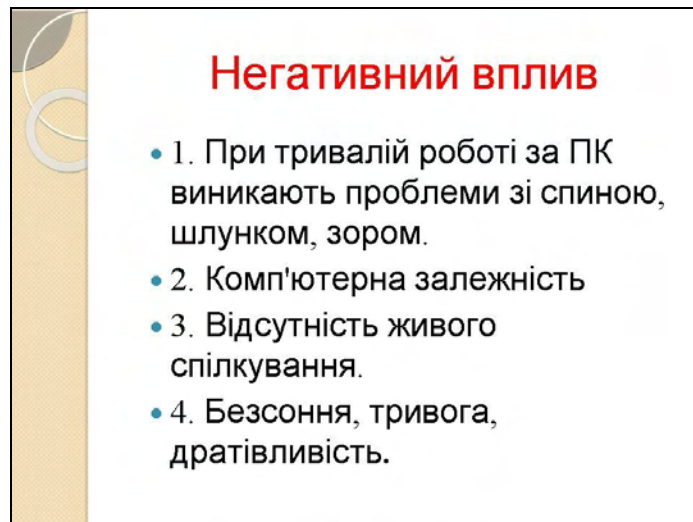 Негативний вплив
• 1. При тривалій роботі за ПК
виникають проблеми зі спиною,
шлунком, зором.
• 2. Комп'ютерна залежність
• 3. Відсутність живого
спілкування.
• 4. Безсоння, тривога,
дратівливість.